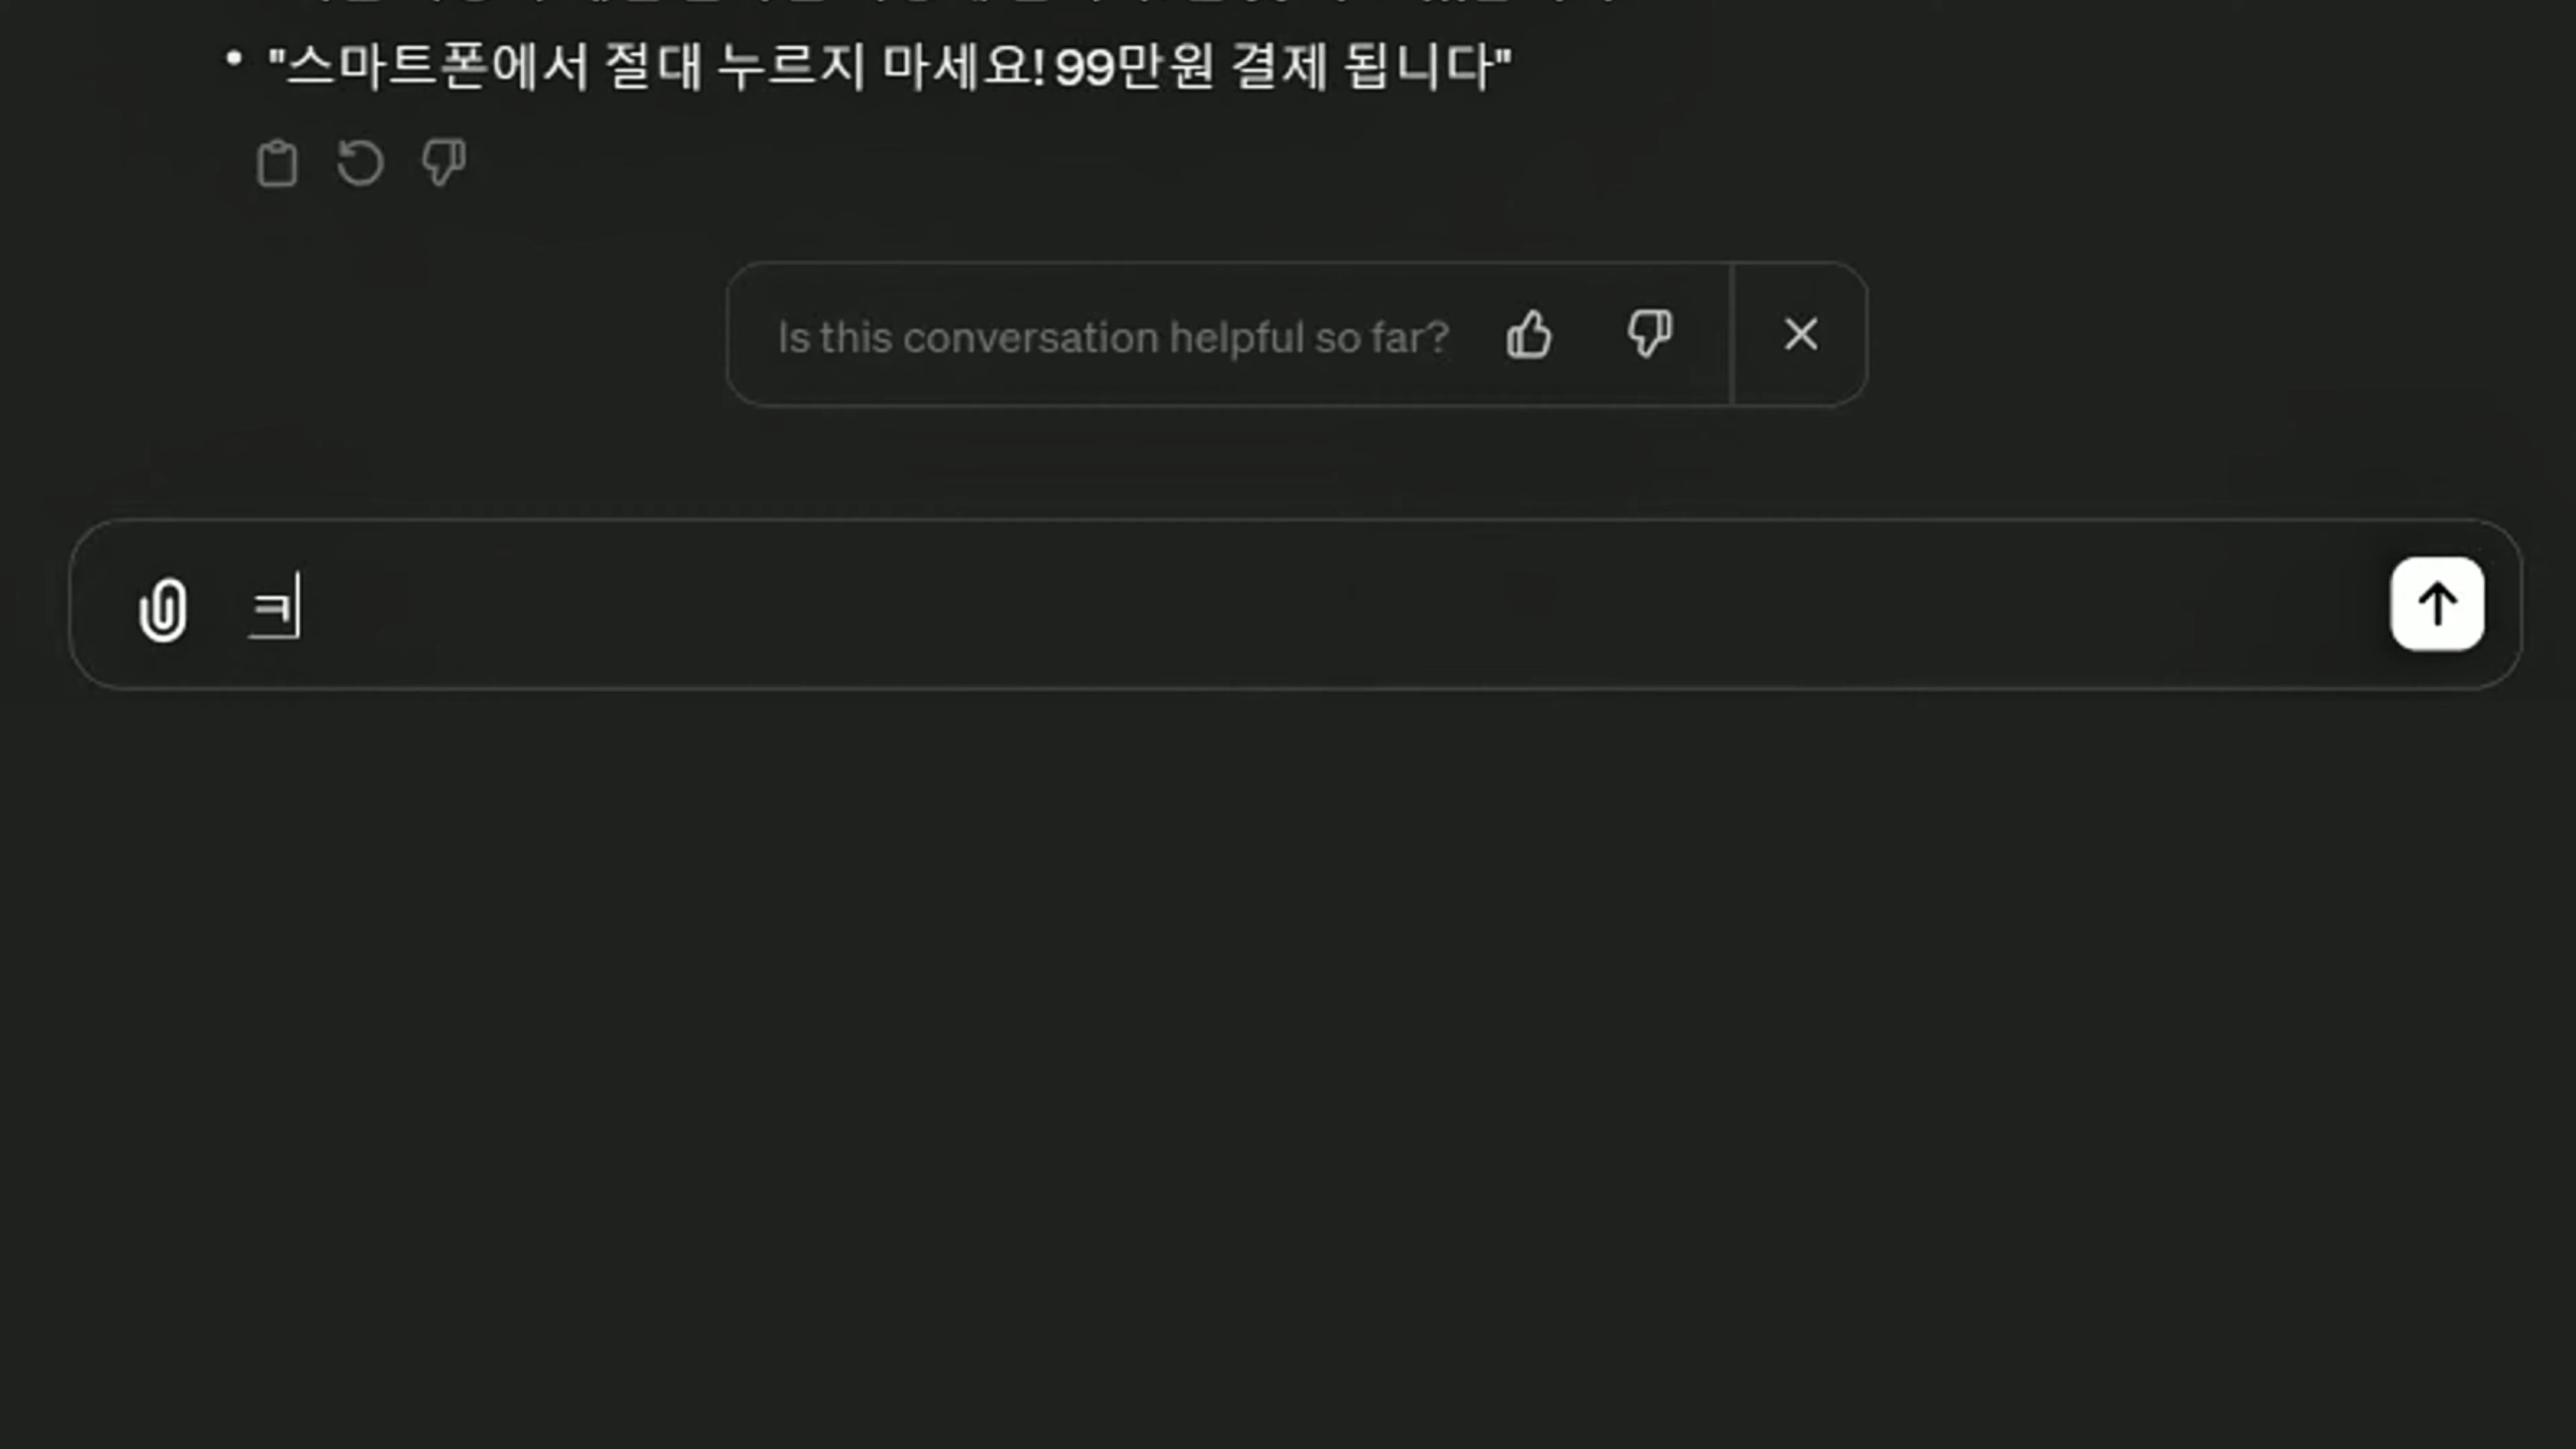 • "스마트폰에서 절대 누르지 마세요! 99만원 결제 됩니다"
Is this conversation helpful so far?
ㅋ